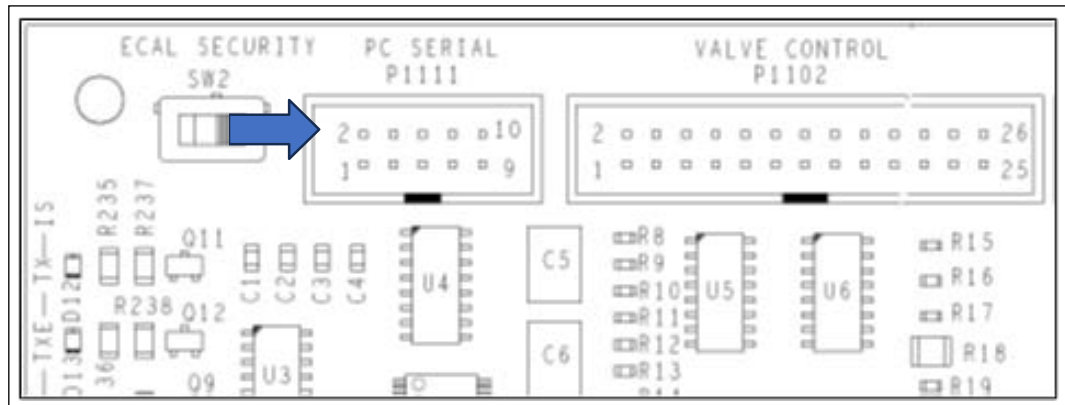 ECAL SECURITY
PC SERIAL
VALVE CONTROL
SW2
P1111
P1102
2 10
1 9
2 26
1 25
TXE—TX—IS
R235
R237
Q11
D12
R238
Q12
D13
36
Q9
C1
C2
C3
C4
U3
U4
C5
C6
R8
R9
R10
R11
R12
R13
U5
U6
R15
R16
R17
R18
R19